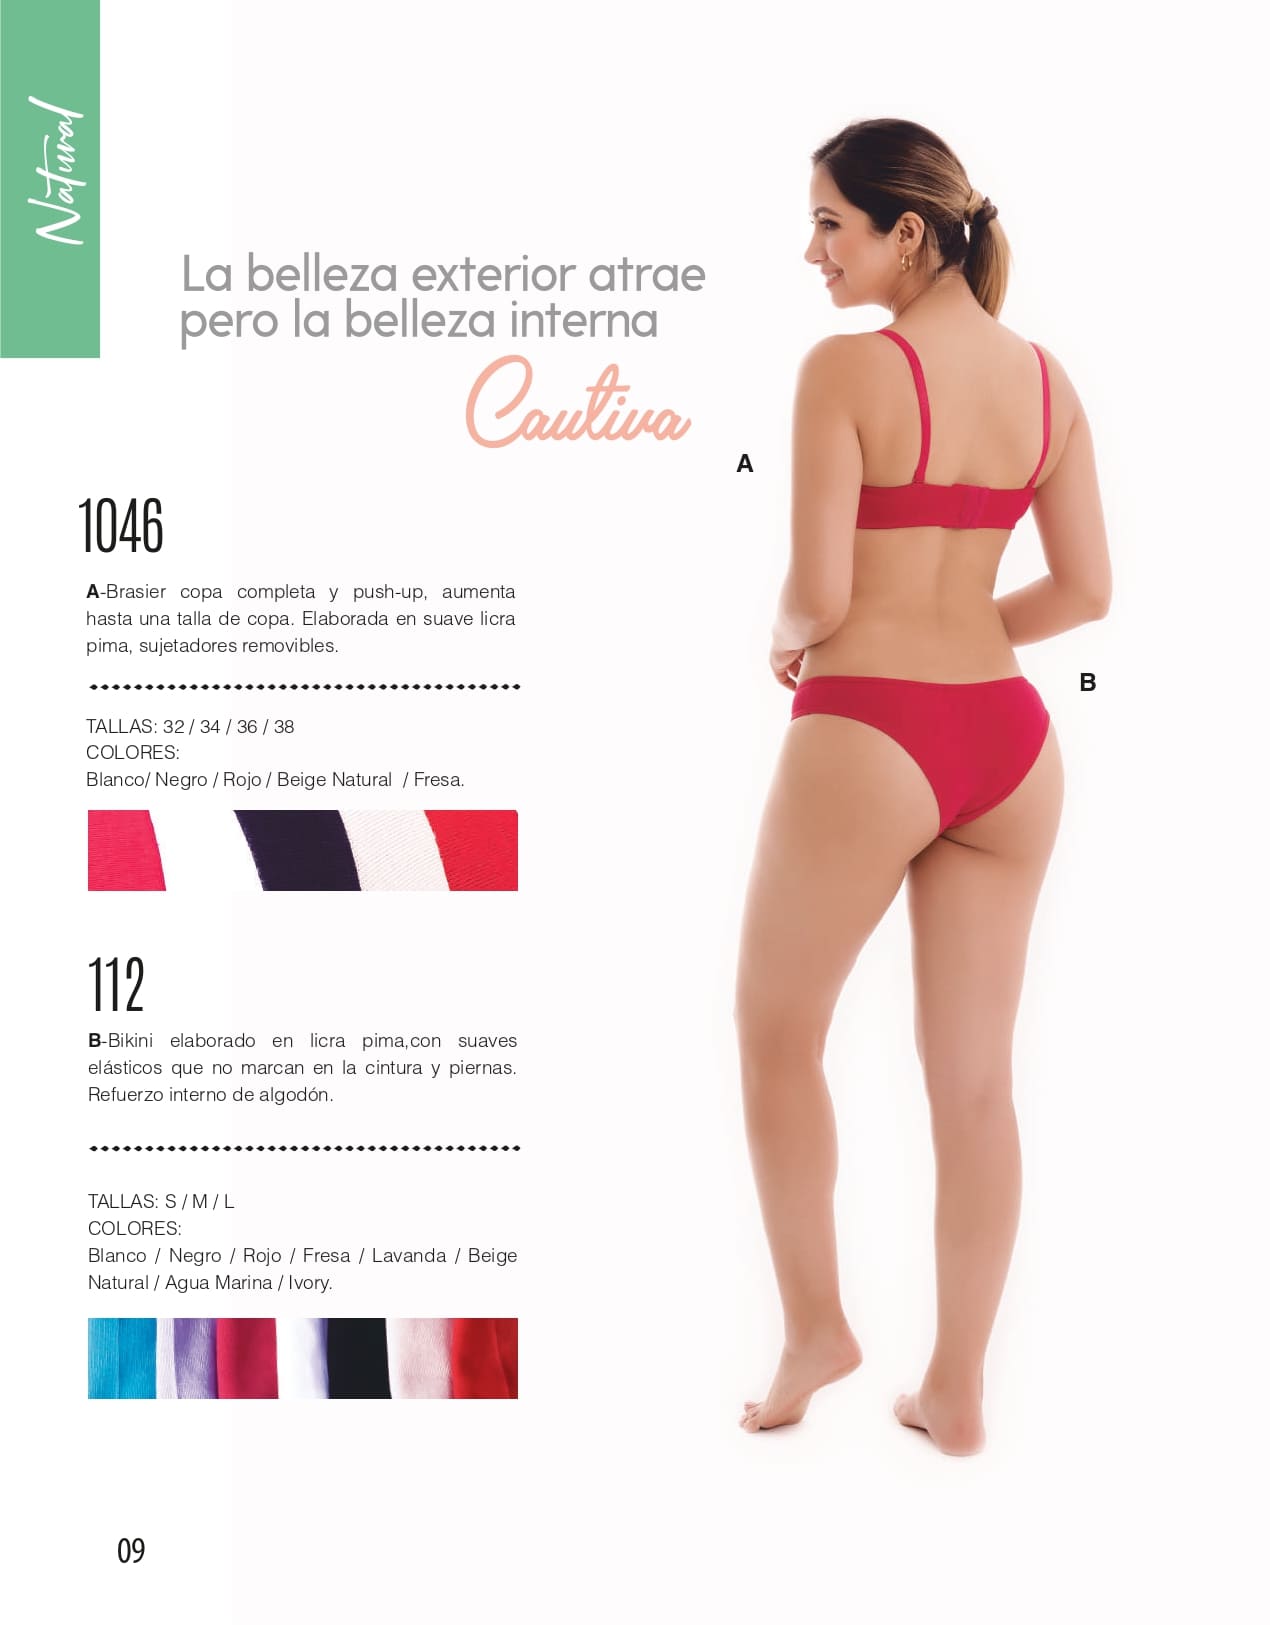 Natural
La belleza exterior atrae
pero la belleza interna
Cautiva
A
1046
A-Brasier copa completa y push-up, aumenta
hasta una talla de copa. Elaborada en suave licra
pima, sujetadores removibles.
TALLAS: 32 / 34 / 36 / 38
COLORES:
Blanco/ Negro / Rojo / Beige Natural / Fresa.
B
112
B-Bikini elaborado en licra pima,con suaves
elásticos que no marcan en la cintura y piernas.
Refuerzo interno de algodón.
TALLAS: S / M / L
COLORES:
Blanco / Negro / Rojo / Fresa / Lavanda / Beige
Natural / Agua Marina / Ivory.
09